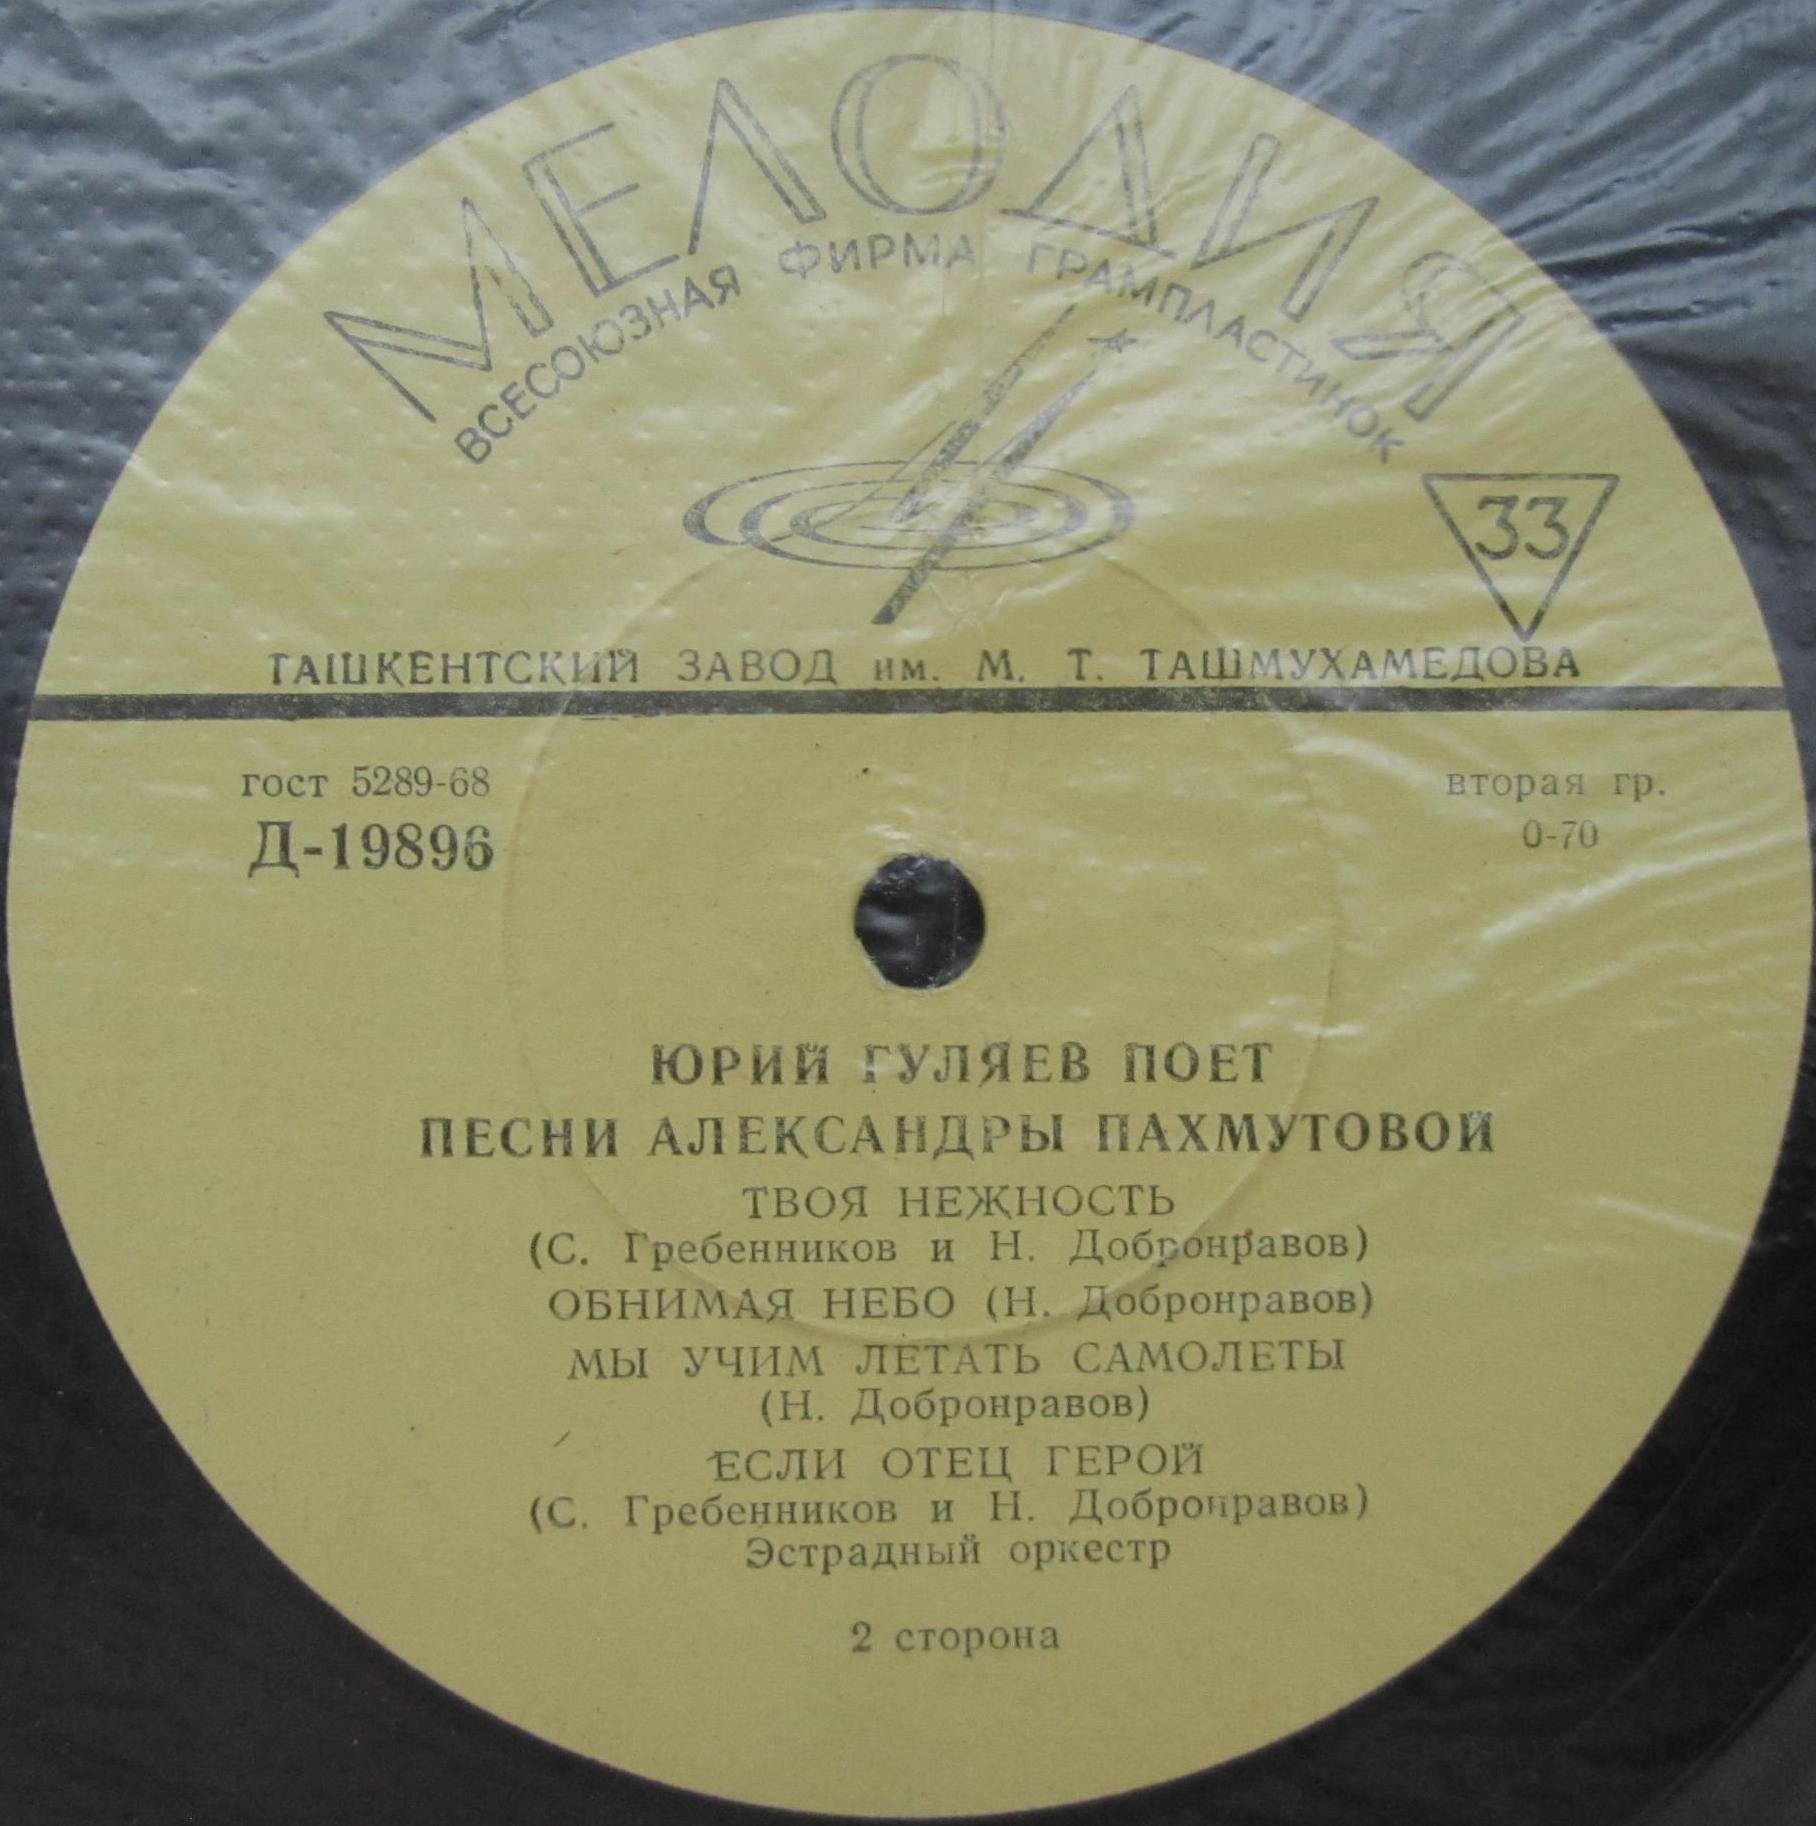 МЕЛОДИЯ
ВСЕСОЮЗНАЯ ФИРМА ГРАМПЛАСТИНОК
33
ТАШКЕНТСКИЙ ЗАВОД им. М. Т. ТАШМУХАМЕДОВА
гост 5289-68
вторая гр.
Д-19896
0-70
ЮРИЙ ГУЛЯЕВ ПОЕТ
ПЕСНИ АЛЕКСАНДРЫ ПАХМУТОВОЙ
ТВОЯ НЕЖНОСТЬ
(С. Гребенников и Н. Добронравов)
ОБНИМАЯ НЕБО (Н. Добронравов)
МЫ УЧИМ ЛЕТАТЬ САМОЛЕТЫ
(Н. Добронравов)
ЕСЛИ ОТЕЦ ГЕРОЙ
(С. Гребенников и Н. Добронравов)
Эстрадный оркестр
2 сторона